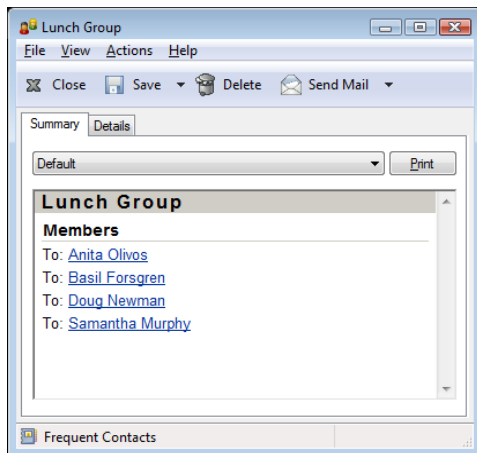 Lunch Group
File View Actions Help
Close Save Delete Send Mail
Summary Details
Default Print
Lunch Group
Members
To: Anita Olivos
To: Basil Forsgren
To: Doug Newman
To: Samantha Murphy
Frequent Contacts